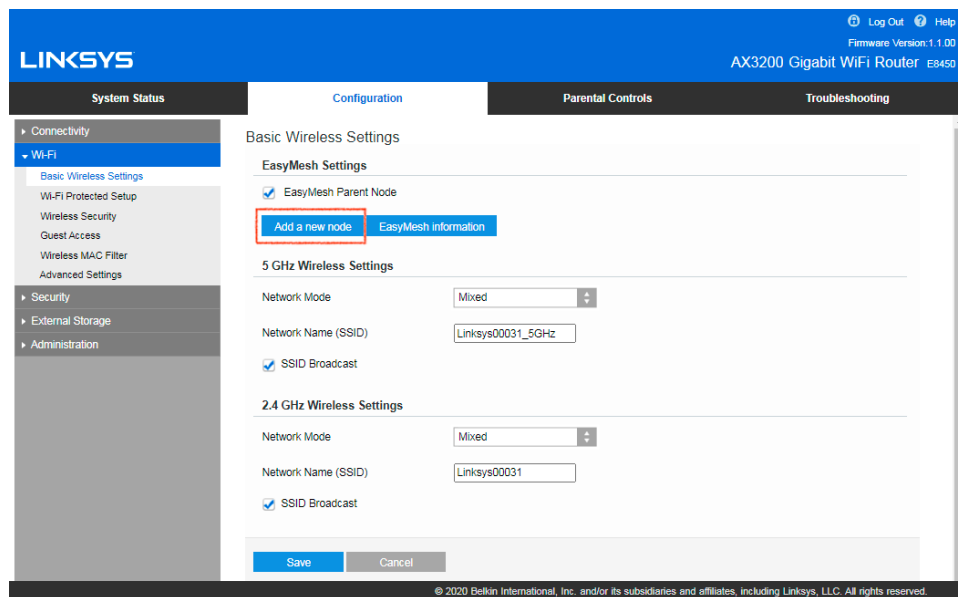 Log Out Help
Firmware Version:1.1.00
LINKSYS
AX3200 Gigabit WiFi Router E8450
System Status Configuration Parental Controls Troubleshooting
Connectivity
Wi-Fi
Basic Wireless Settings
Wi-Fi Protected Setup
Wireless Security
Guest Access
Wireless MAC Filter
Advanced Settings
Security
External Storage
Administration
Basic Wireless Settings
EasyMesh Settings
EasyMesh Parent Node
Add a new node EasyMesh information
5 GHz Wireless Settings
Network Mode Mixed
Network Name (SSID) Linksys00031_5GHz
SSID Broadcast
2.4 GHz Wireless Settings
Network Mode Mixed
Network Name (SSID) Linksys00031
SSID Broadcast
Save Cancel
© 2020 Belkin International, Inc. and/or its subsidiaries and affiliates, including Linksys, LLC. All rights reserved.